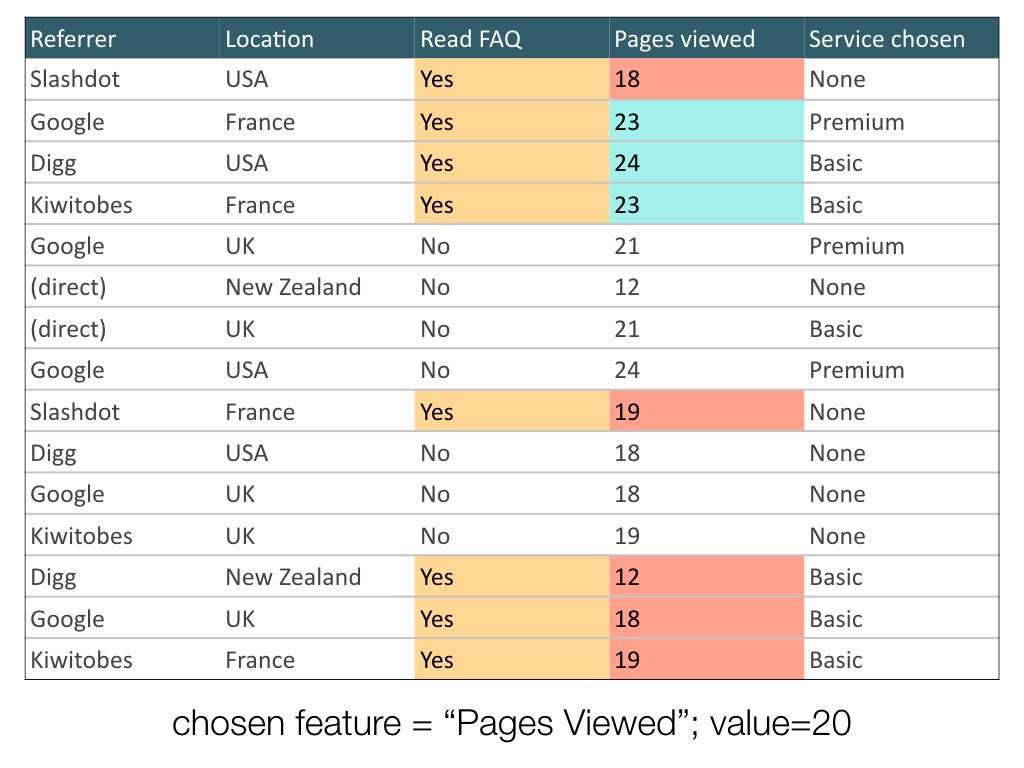 Referrer Location Read FAQ Pages viewed Service chosen
Slashdot USA Yes 18 None
Google France Yes 23 Premium
Digg USA Yes 24 Basic
Kiwitobes France Yes 23 Basic
Google UK No 21 Premium
(direct) New Zealand No 12 None
(direct) UK No 21 Basic
Google USA No 24 Premium
Slashdot France Yes 19 None
Digg USA No 18 None
Google UK No 18 None
Kiwitobes UK No 19 None
Digg New Zealand Yes 12 Basic
Google UK Yes 18 Basic
Kiwitobes France Yes 19 Basic
chosen feature = “Pages Viewed”; value=20